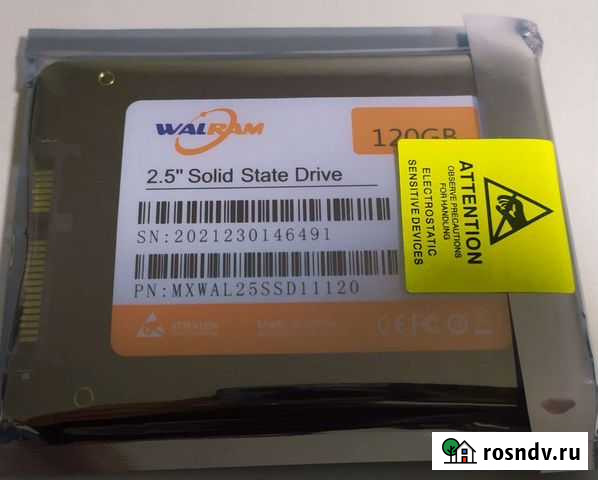 WALRAM
120GB
2.5" Solid State Drive
SN:2021230146491
PN:MXWAL25SSD11120
ATTENTION
OBSERVE PRECAUTIONS
FOR HANDLING
ELECTROSTATIC
SENSITIVE DEVICES
rosndv.ru